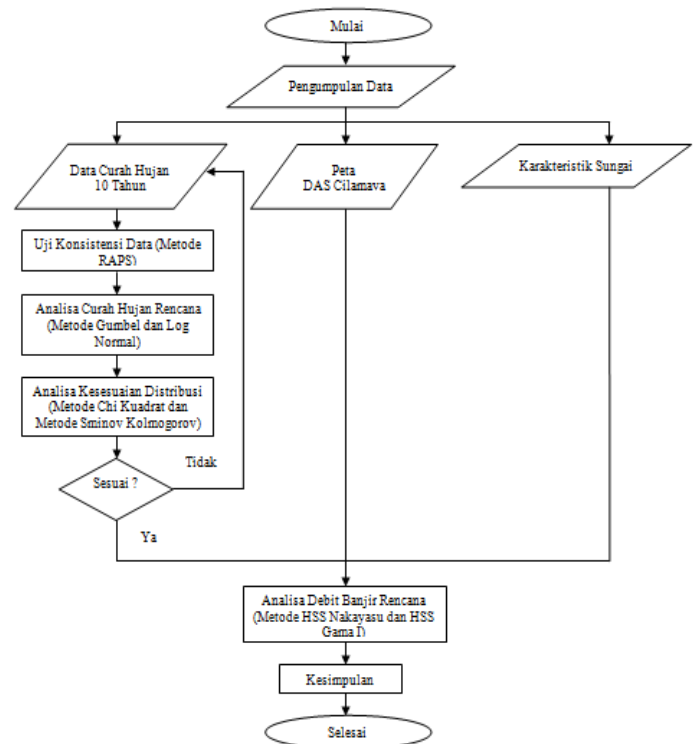 Mulai
Pengumpulan Data
Data Curah Hujan
10 Tahun
Peta
DAS Cilamaya
Karakteristik Sungai
Uji Konsistensi Data (Metode
RAPS)
Analisa Curah Hujan Rencana
(Metode Gumbel dan Log
Normal)
Analisa Kesesuaian Distribusi
(Metode Chi Kuadrat dan
Metode Sminov Kolmogorov)
Tidak
Sesuai ?
Ya
Analisa Debit Banjir Rencana
(Metode HSS Nakayasu dan HSS
Gama I)
Kesimpulan
Selesai